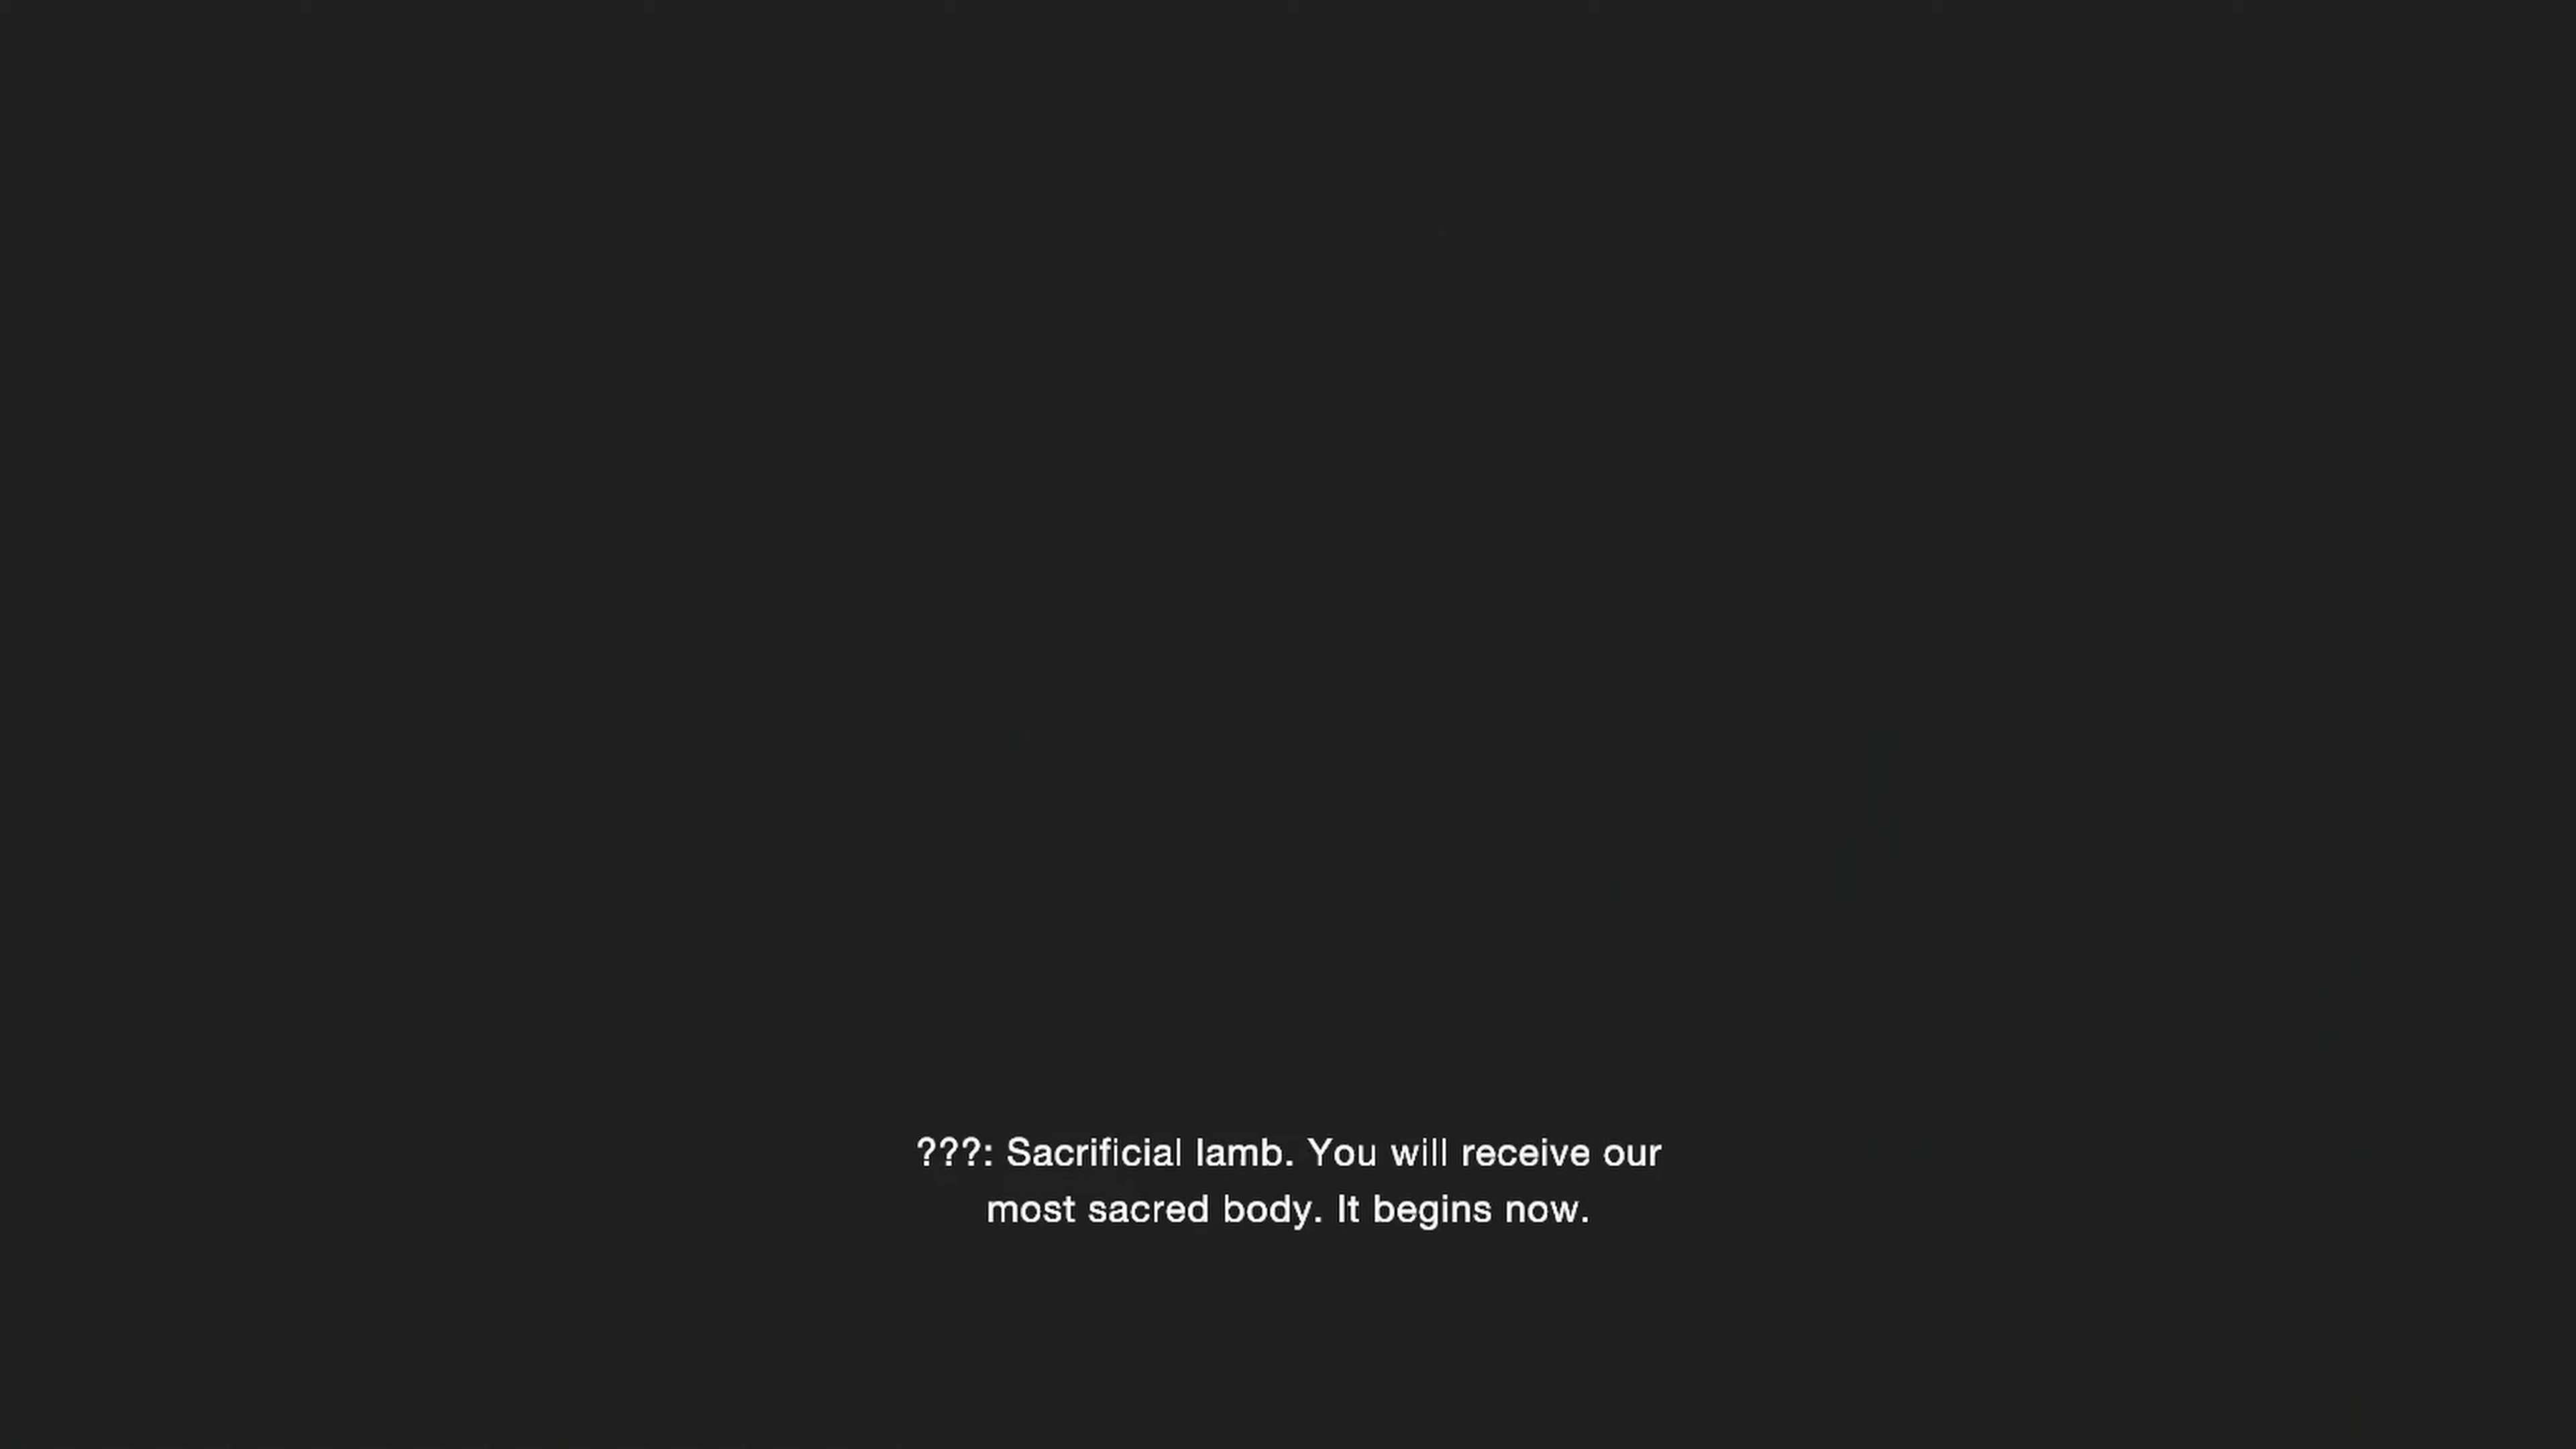 ???: Sacrificial lamb. You will receive our
most sacred body. It begins now.